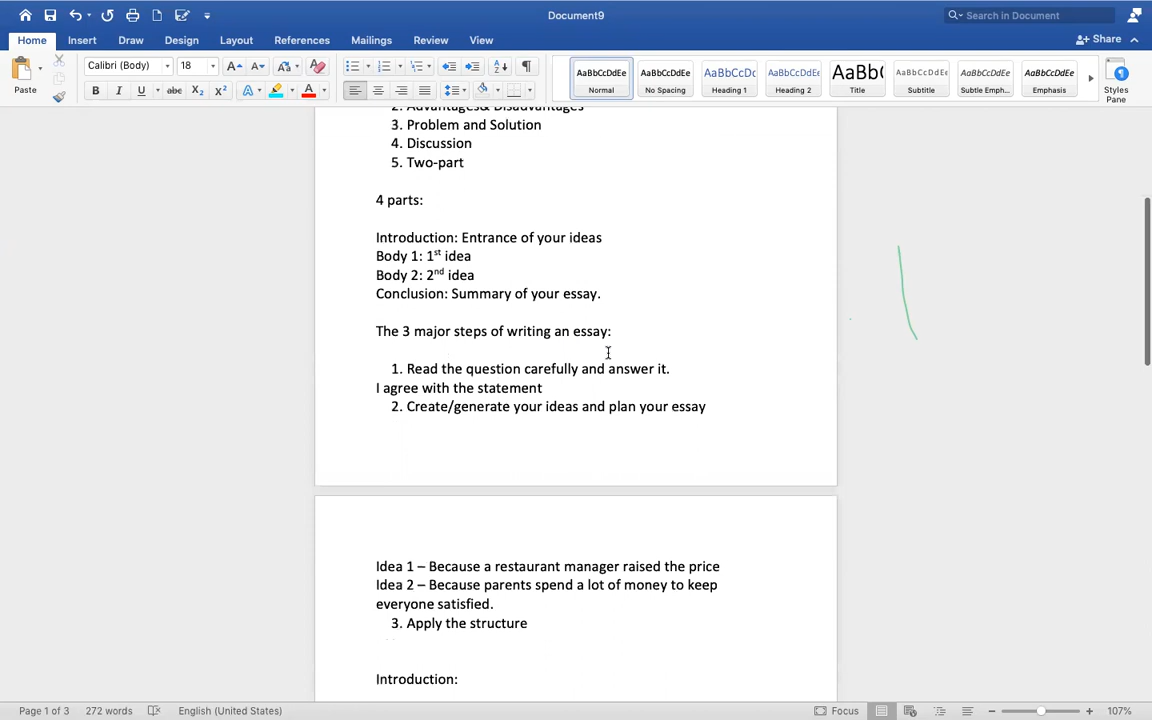 Document9
Search in Document
Home Insert Draw Design Layout References Mailings Review View
Share
Paste
Calibri (Body) 18
AaBbCcDdEe AaBbCcDdEe AaBbCcDc AaBbCcDdEe AaBb( AaBbCcDdEe AaBbCcDdEe AaBbCcDdEe
Normal No Spacing Heading 1 Heading 2 Title Subtitle Subtle Emph... Emphasis
Styles
Pane
2. Advantages& Disadvantages
3. Problem and Solution
4. Discussion
5. Two-part
4 parts:
Introduction: Entrance of your ideas
Body 1: 1st idea
Body 2: 2nd idea
Conclusion: Summary of your essay.
The 3 major steps of writing an essay:
1. Read the question carefully and answer it.
I agree with the statement
2. Create/generate your ideas and plan your essay
Idea 1 – Because a restaurant manager raised the price
Idea 2 – Because parents spend a lot of money to keep
everyone satisfied.
3. Apply the structure
Introduction:
Page 1 of 3 272 words English (United States) Focus 107%